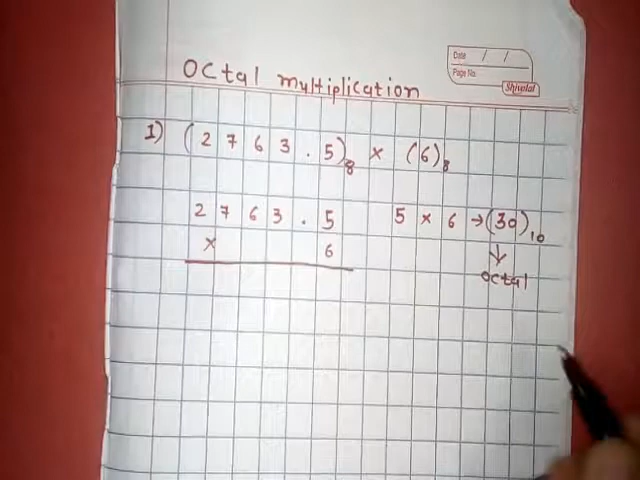 Octal multiplication
Date / /
Page No.
Shivlal
1) (2763.5)₈ × (6)₈
2763.5
× 6
5 × 6 → (30)₁₀
↓
Octal